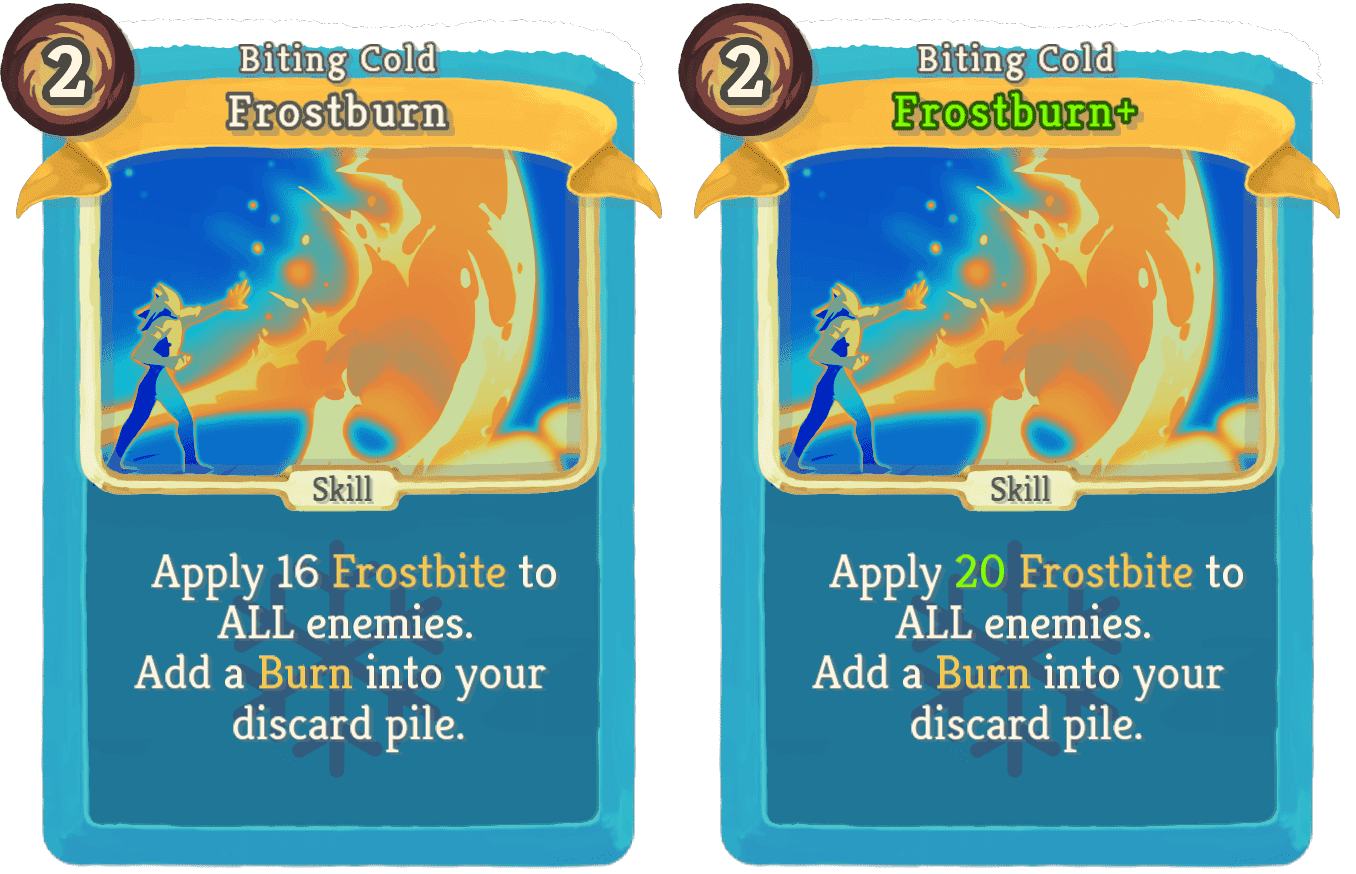 2
Biting Cold
Frostburn
Skill
Apply 16 Frostbite to
ALL enemies.
Add a Burn into your
discard pile.
2
Biting Cold
Frostburn+
Skill
Apply 20 Frostbite to
ALL enemies.
Add a Burn into your
discard pile.